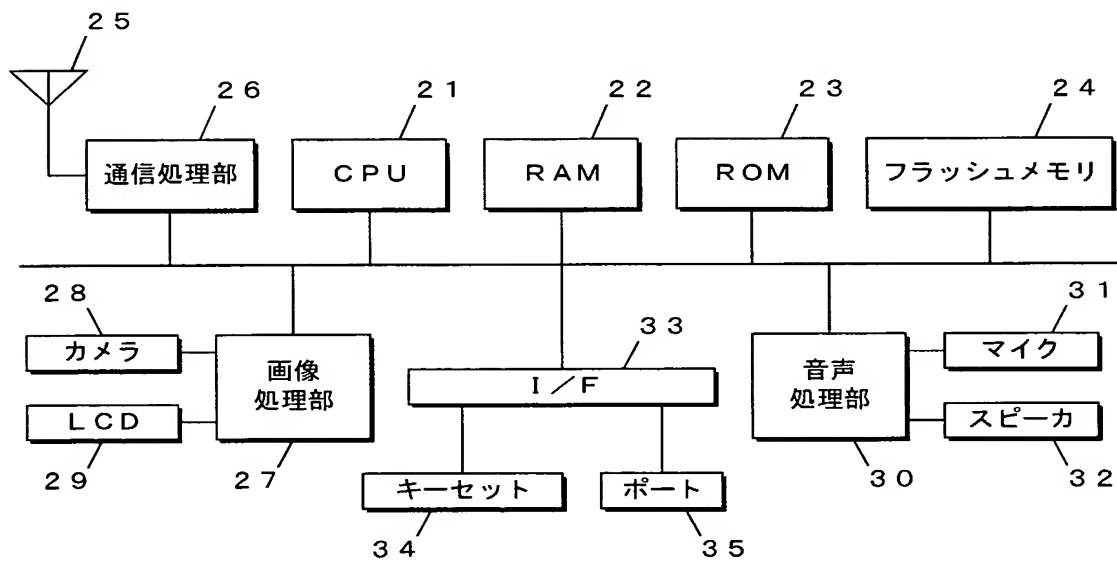 ２５
２６
２１
２２
２３
２４
通信処理部
ＣＰＵ
ＲＡＭ
ＲＯＭ
フラッシュメモリ
２８
３３
３１
カメラ
画像
処理部
Ｉ／Ｆ
音声
処理部
マイク
ＬＣＤ
スピーカ
２９
２７
キーセット
ポート
３０
３２
３４
３５